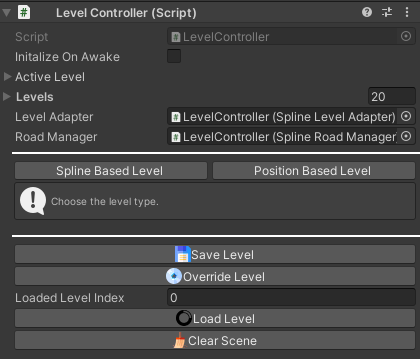 Level Controller (Script)
Script LevelController
Initalize On Awake
Active Level
Levels 20
Level Adapter LevelController (Spline Level Adapter)
Road Manager LevelController (Spline Road Manager
Spline Based Level Position Based Level
Choose the level type.
Save Level
Override Level
Loaded Level Index 0
Load Level
Clear Scene